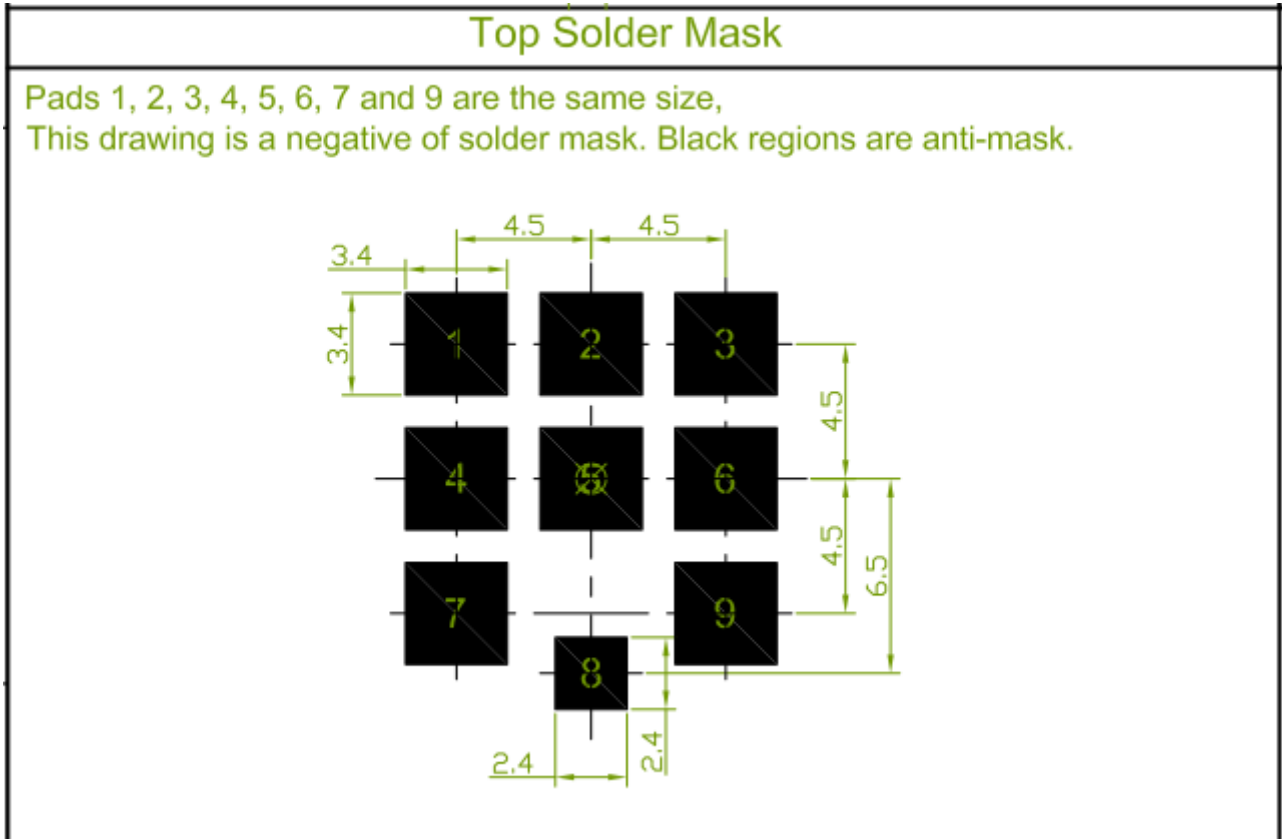 Top Solder Mask
Pads 1, 2, 3, 4, 5, 6, 7 and 9 are the same size,
This drawing is a negative of solder mask. Black regions are anti-mask.
4.5 4.5
3.4
3.4
1 2 3
4.5
4 5 6
4.5
6.5
7 9
8
2.4
2.4